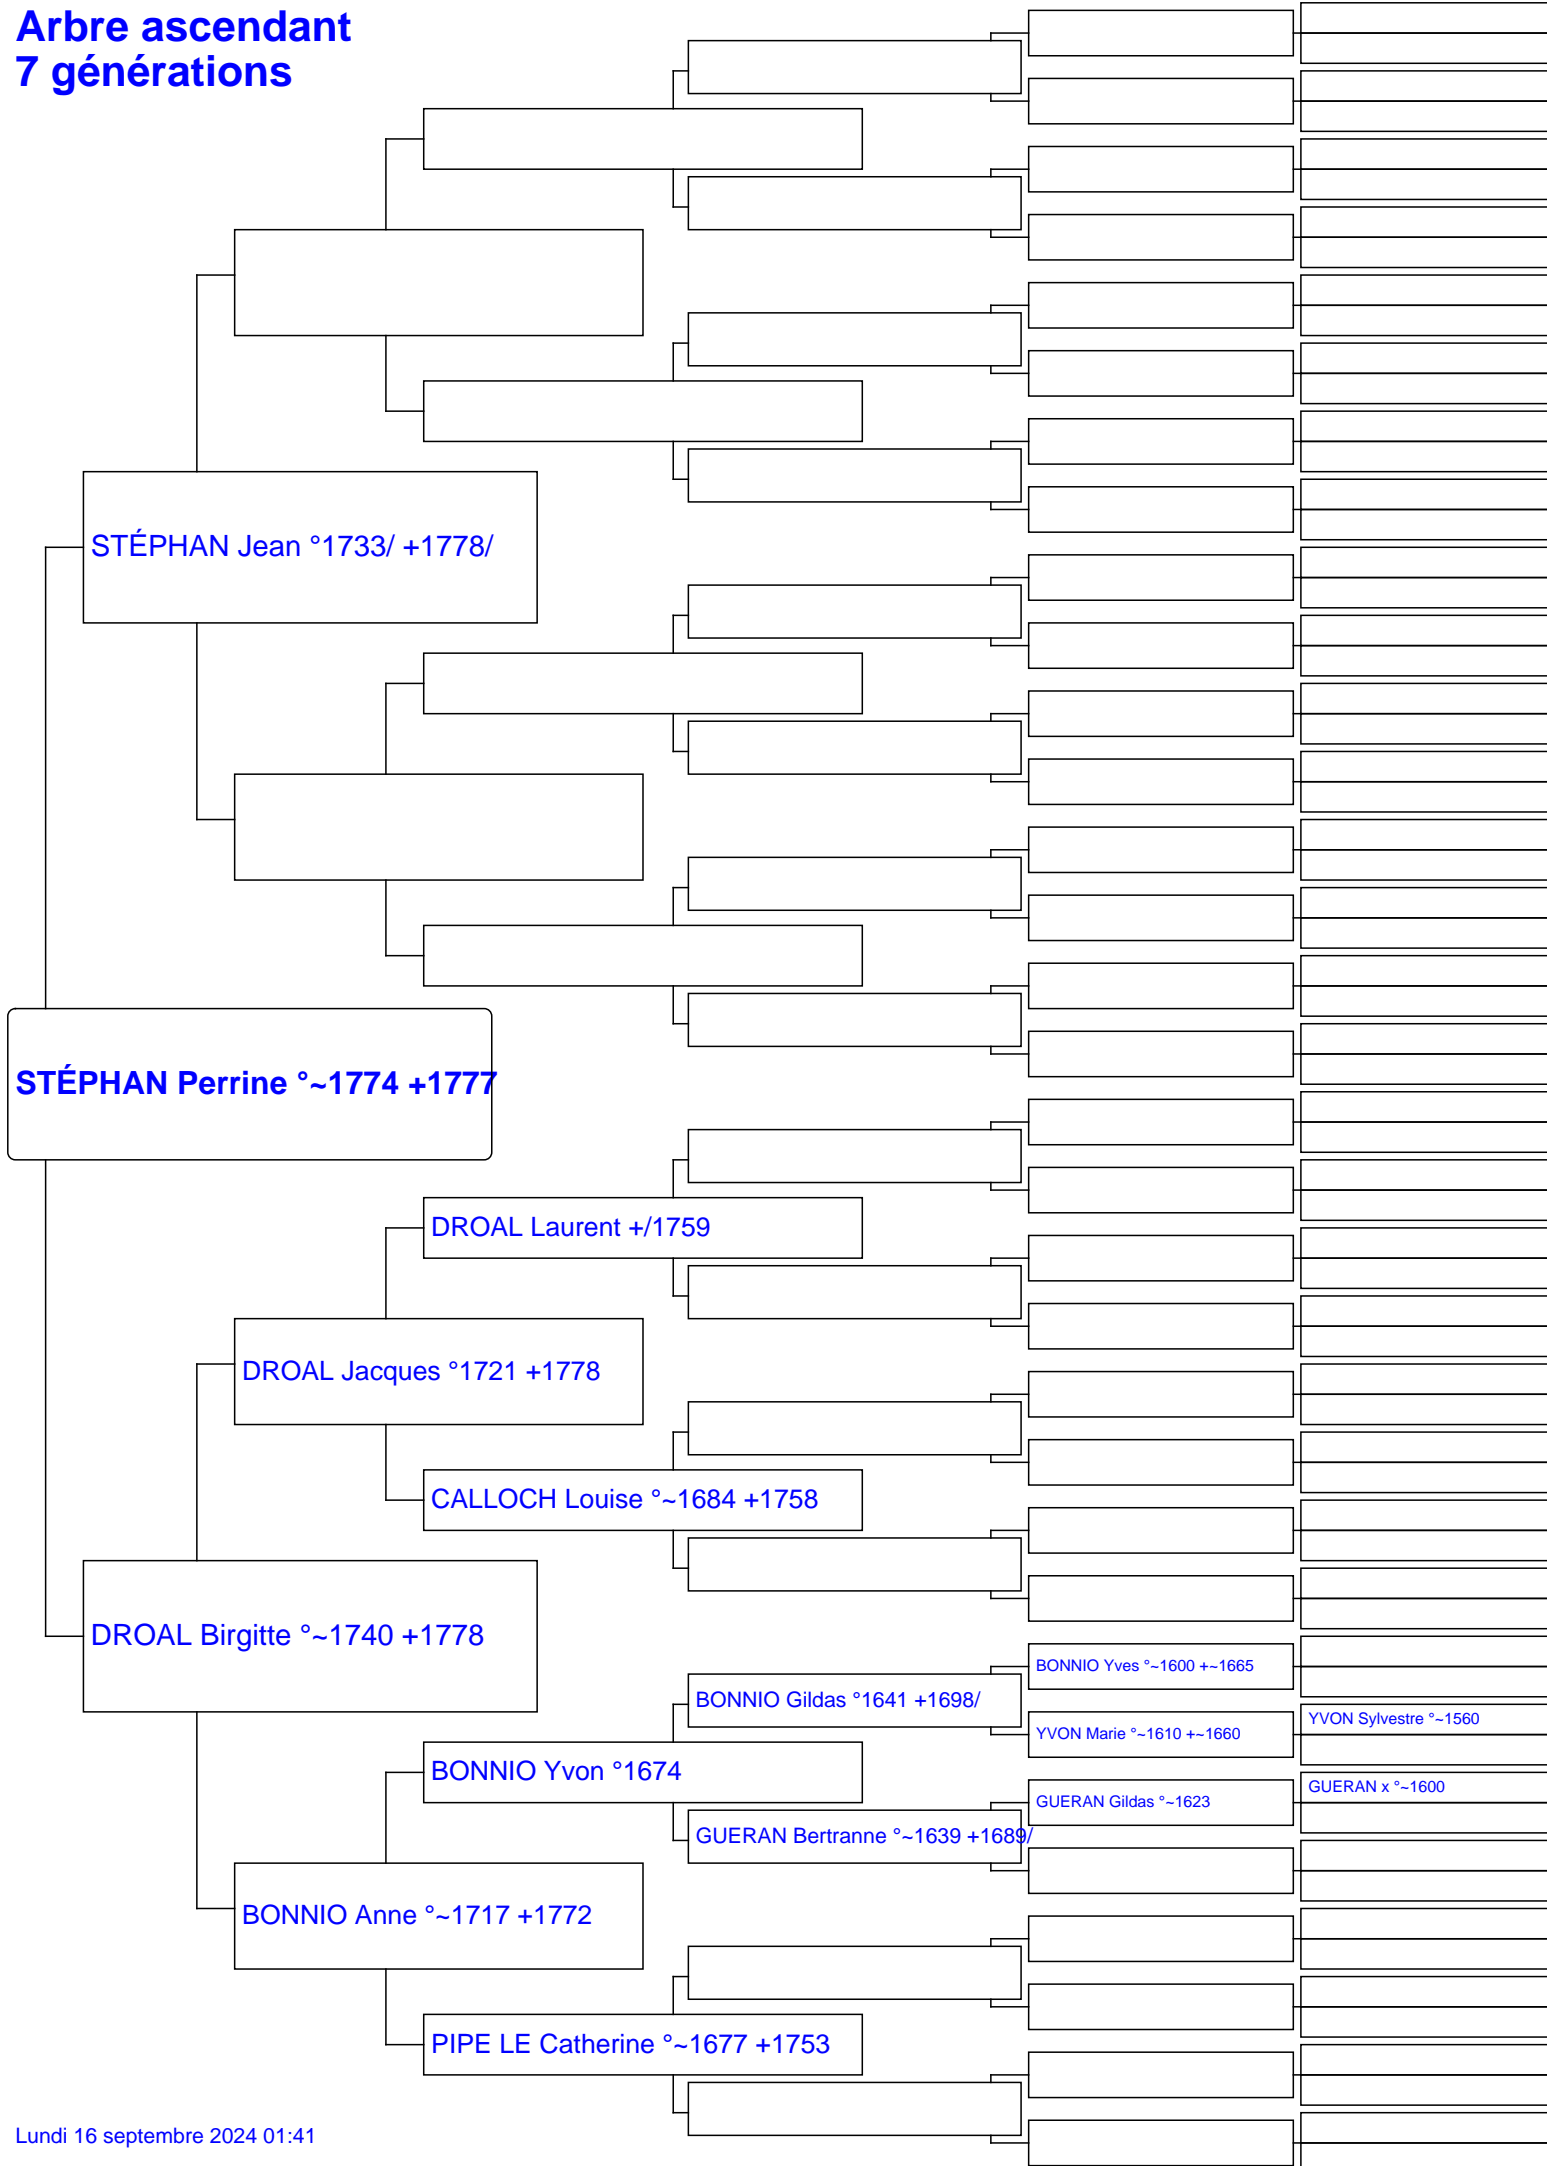 Arbre ascendant
7 générations
STÉPHAN Jean °1733/ +1778/
STÉPHAN Perrine °~1774 +1777
DROAL Laurent +/1759
DROAL Jacques °1721 +1778
CALLOCH Louise °~1684 +1758
DROAL Birgitte °~1740 +1778
BONNIO Yves °~1600 +~1665
BONNIO Gildas °1641 +1698/
YVON Sylvestre °~1560
YVON Marie °~1610 +~1660
BONNIO Yvon °1674
GUERAN x °~1600
GUERAN Gildas °~1623
GUERAN Bertranne °~1639 +1689/
BONNIO Anne °~1717 +1772
PIPE LE Catherine °~1677 +1753
Lundi 16 septembre 2024 01:41